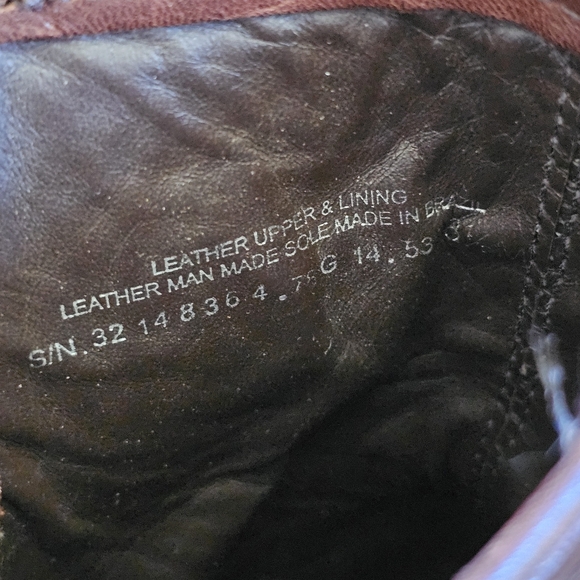 LEATHER UPPER & LINING
LEATHER MAN MADE SOLE MADE IN BRAZIL
S/N. 32 14 8 3 6 4 . 7 G 14 . 53